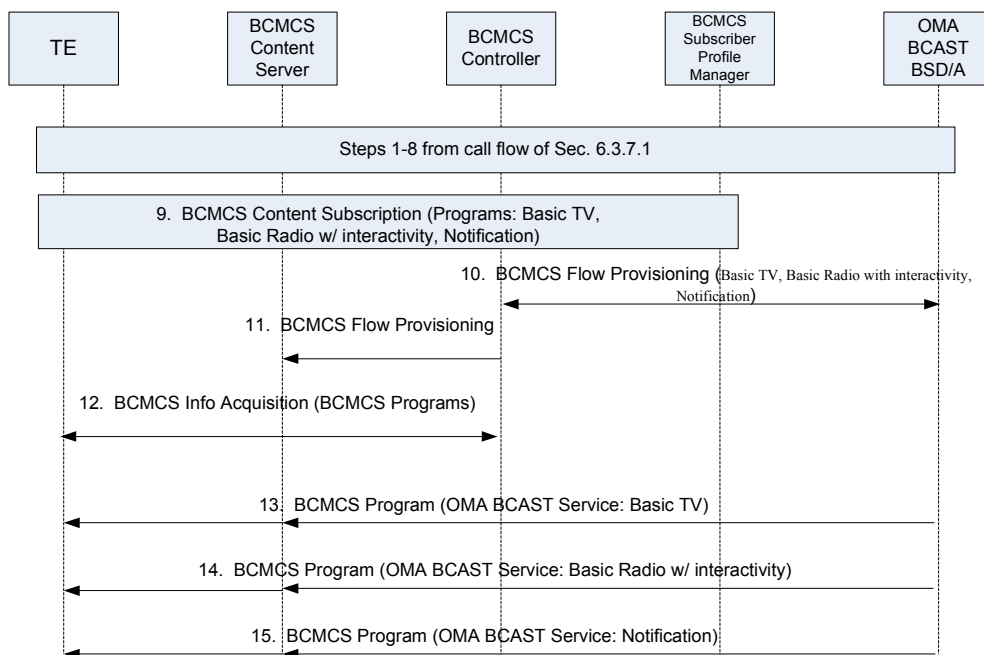 TE
BCMCS
Content
Server
BCMCS
Controller
BCMCS
Subscriber
Profile
Manager
OMA
BCAST
BSD/A
Steps 1-8 from call flow of Sec. 6.3.7.1
9. BCMCS Content Subscription (Programs: Basic TV,
Basic Radio w/ interactivity, Notification)
10. BCMCS Flow Provisioning (Basic TV, Basic Radio with interactivity,
Notification)
11. BCMCS Flow Provisioning
12. BCMCS Info Acquisition (BCMCS Programs)
13. BCMCS Program (OMA BCAST Service: Basic TV)
14. BCMCS Program (OMA BCAST Service: Basic Radio w/ interactivity)
15. BCMCS Program (OMA BCAST Service: Notification)